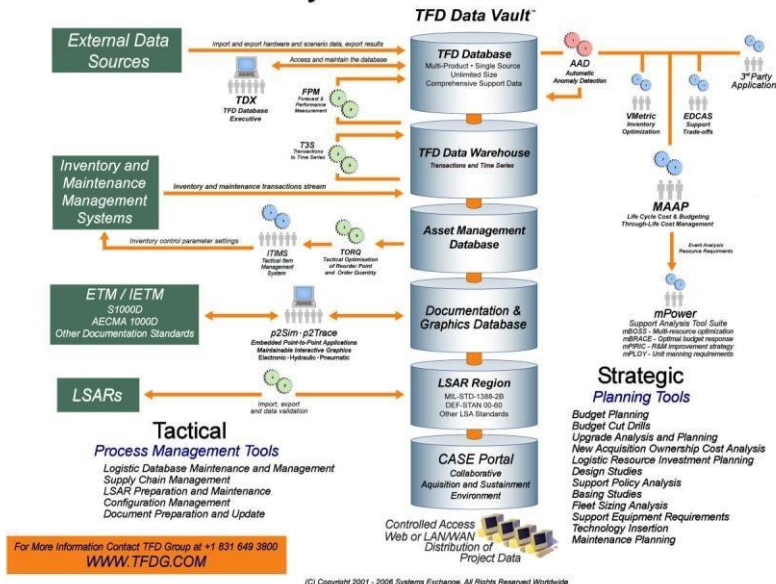 TFD Data Vault™
External Data
Sources
Import and export hardware and scenario data, export results
Access and maintain the database
TDX
TFD Database
Executive
FPM
Forecast &
Performance
Measurement
TFD Database
Multi-Product • Single Source
Unlimited Size
Comprehensive Support Data
AAD
Automatic
Anomaly Detection
3rd Party
Application
VMetric
Inventory
Optimization
EDCAS
Support
Trade-offs
T3S
Transactions
to Time Series
TFD Data Warehouse
Transactions and Time Series
Inventory and
Maintenance
Management
Systems
Inventory and maintenance transactions stream
MAAP
Life Cycle Cost & Budgeting
Through-Life Cost Management
Inventory control parameter settings
ITIMS
Tactical Item
Management
System
TORQ
Tactical Optimisation
of Reorder Point
and Order Quantity
Asset Management
Database
Event Analysis
Resource Requirments
mPower
Support Analysis Tool Suite
mBOSS - Multi-resource optimization
mBRACE - Optimal budget response
mPIRIC - R&M improvement strategy
mPLOY - Unit manning requirements
ETM / IETM
S1000D
AECMA 1000D
Other Documentation Standards
p2Sim • p2Trace
Embedded Point-to-Point Applications
Maintainable Interactive Graphics
Electronic • Hydraulic • Pneumatic
Documentation &
Graphics Database
LSARs
Import, export
and data validation
LSAR Region
MIL-STD-1388-2B
DEF-STAN 00-60
Other LSA Standards
Tactical
Process Management Tools
Logistic Database Maintenance and Management
Supply Chain Management
LSAR Preparation and Maintenance
Configuration Management
Document Preparation and Update
CASE Portal
Collaborative
Aquisition and Sustainment
Environment
Strategic
Planning Tools
Budget Planning
Budget Cut Drills
Upgrade Analysis and Planning
New Acquisition Ownership Cost Analysis
Logistic Resource Investment Planning
Design Studies
Support Policy Analysis
Basing Studies
Fleet Sizing Analysis
Support Equipment Requirements
Technology Insertion
Maintenance Planning
Controlled Access
Web or LAN/WAN
Distribution of
Project Data
For More Information Contact TFD Group at +1 831 649 3800
WWW.TFDG.COM
(C) Copyright 2001 - 2006 Systems Exchange. All Rights Reserved Worldwide